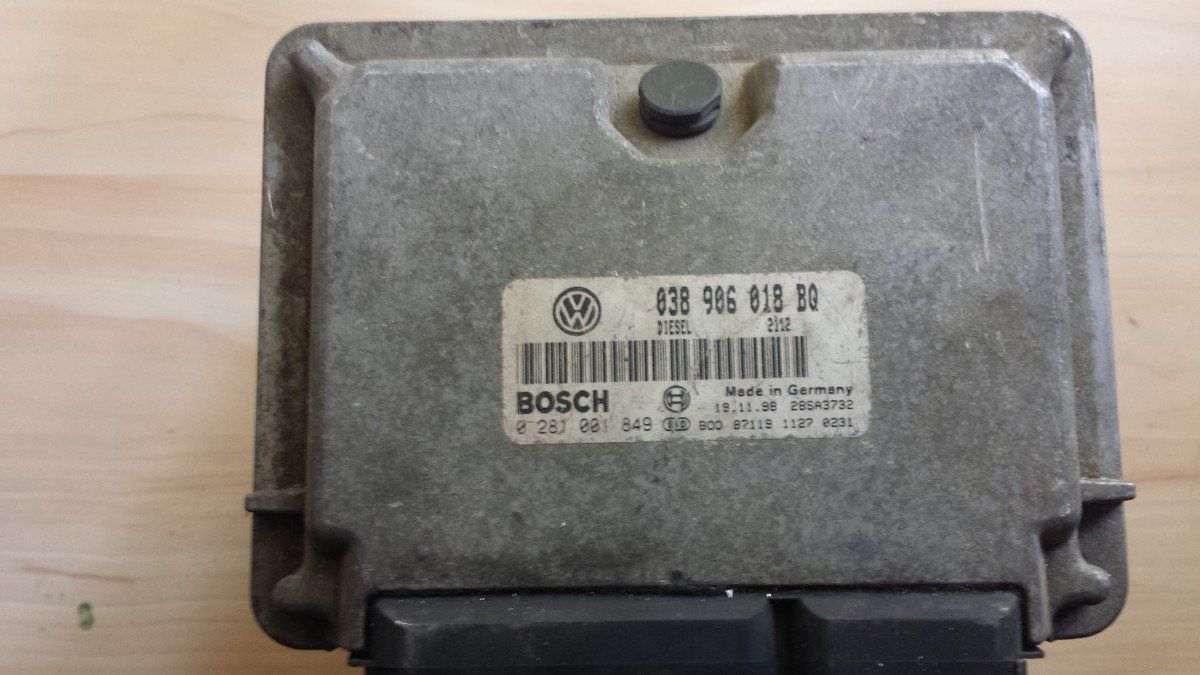 038 906 018 BQ
DIESEL 2112
BOSCH Made in Germany
19.11.98 28SA3732
0 281 001 849 BOO 87119 1127 0231